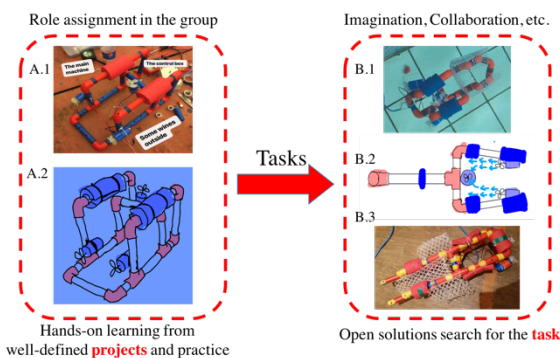 Role assignment in the group
Imagination, Collaboration, etc.
A.1
The main
machine
The control box
Some wines
outside
A.2
Tasks
B.1
B.2
B.3
Hands-on learning from
well-defined projects and practice
Open solutions search for the task